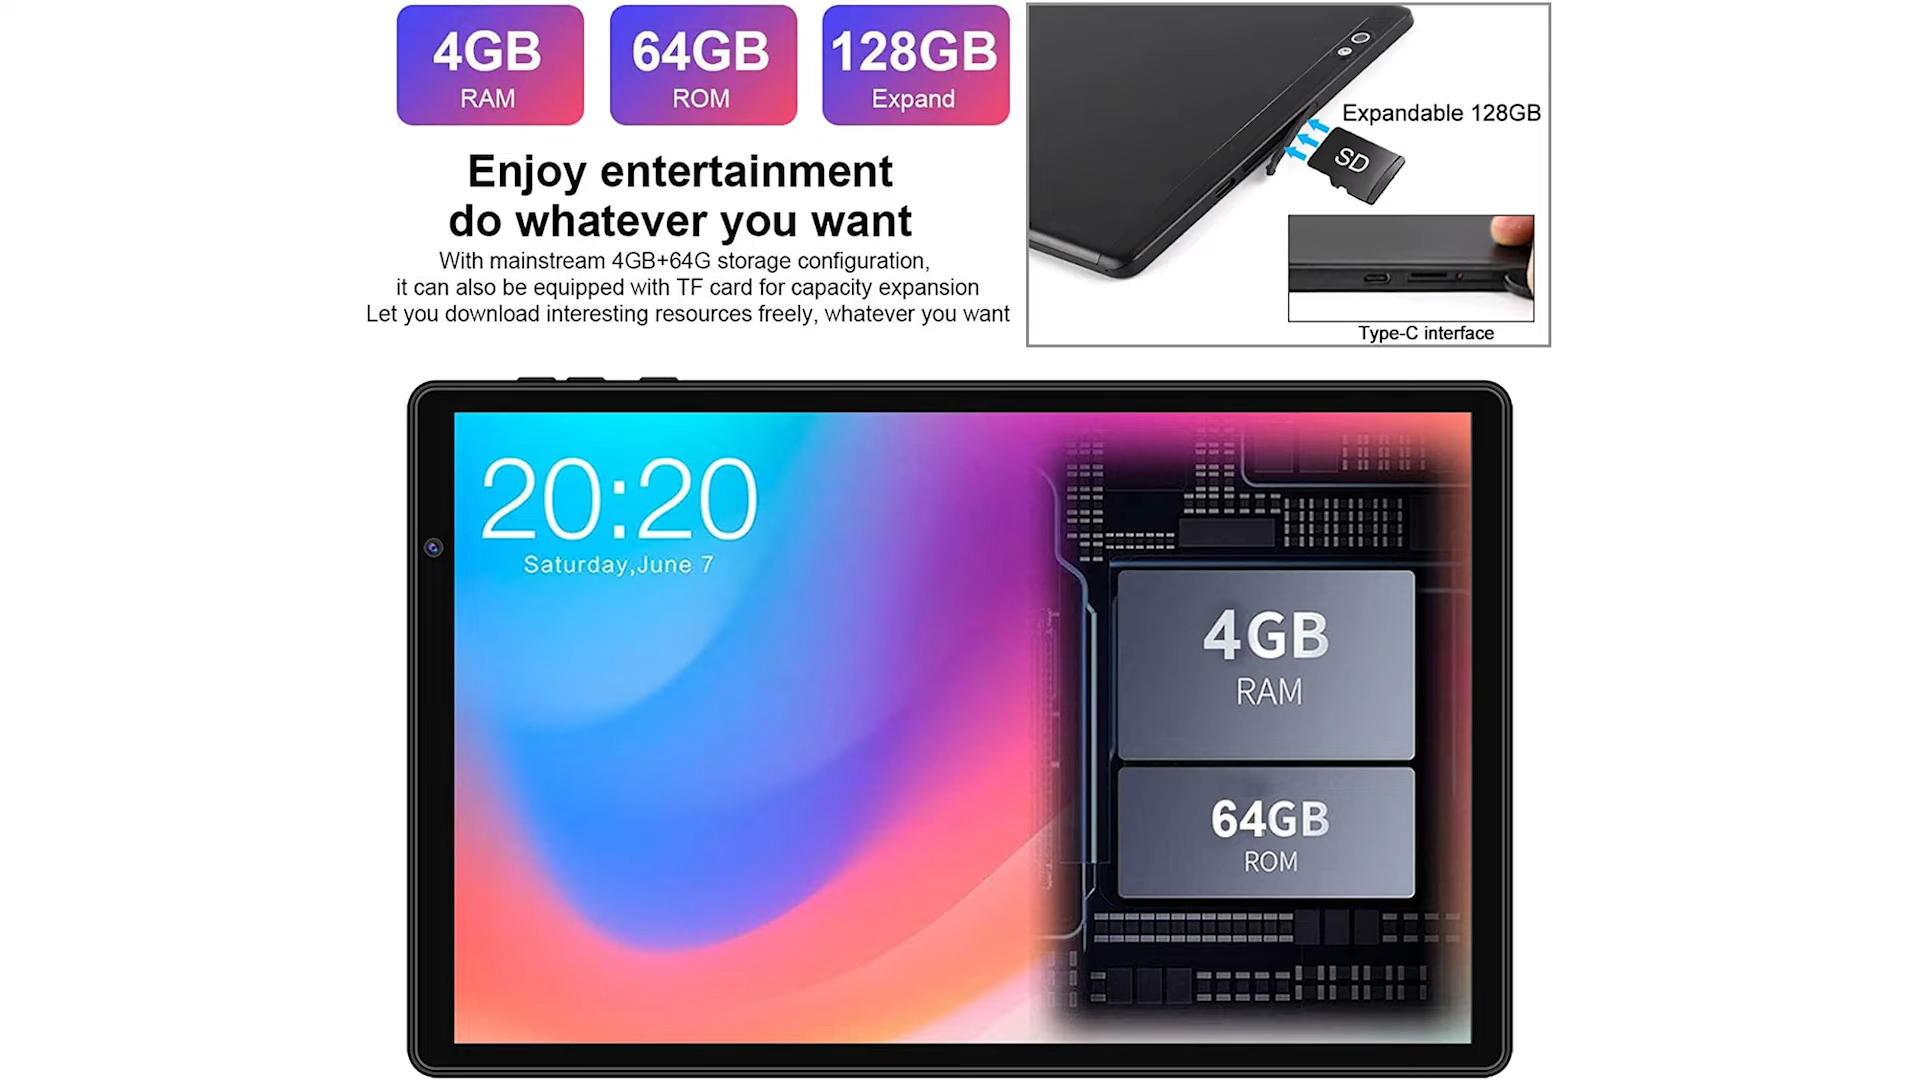 4GB
RAM
64GB
ROM
128GB
Expand
Enjoy entertainment
do whatever you want
With mainstream 4GB+64G storage configuration,
it can also be equipped with TF card for capacity expansion
Let you download interesting resources freely, whatever you want
Expandable 128GB
SD
Type-C interface
20:20
Saturday,June 7
4GB
RAM
64GB
ROM